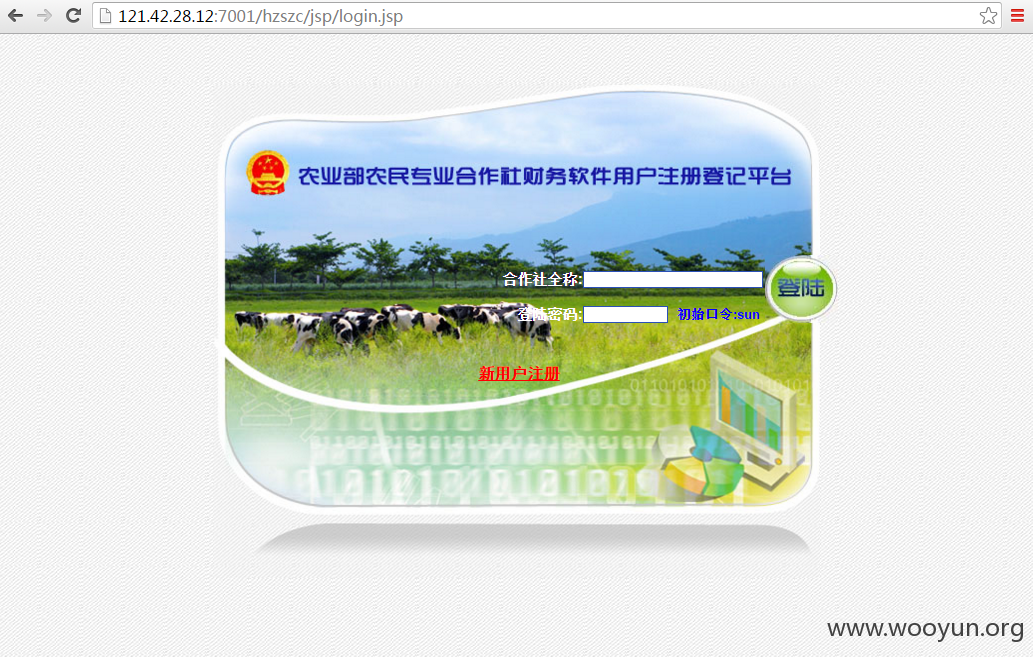 121.42.28.12:7001/hzszc/jsp/login.jsp
农业部农民专业合作社财务软件用户注册登记平台
合作社全称:
登陆
登陆密码: 初始口令:sun
新用户注册
www.wooyun.org